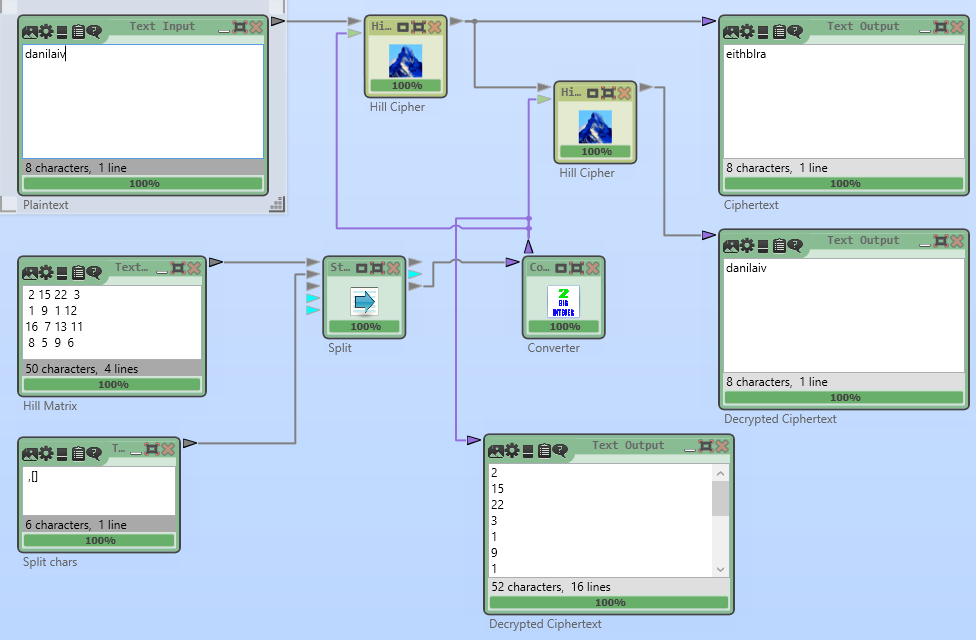 Text Input
danilaiv
8 characters, 1 line
100%
Plaintext
Hi...
100%
Hill Cipher
Hi...
100%
Hill Cipher
Text Output
eithblra
8 characters, 1 line
100%
Ciphertext
Text Output
danilaiv
8 characters, 1 line
100%
Decrypted Ciphertext
Text...
2 15 22 3
1 9 1 12
16 7 13 11
8 5 9 6
50 characters, 4 lines
100%
Hill Matrix
St...
100%
Split
Co...
Z
BIG
INTEGER
100%
Converter
T...
,[]
6 characters, 1 line
100%
Split chars
Text Output
2
15
22
3
1
9
1
52 characters, 16 lines
100%
Decrypted Ciphertext